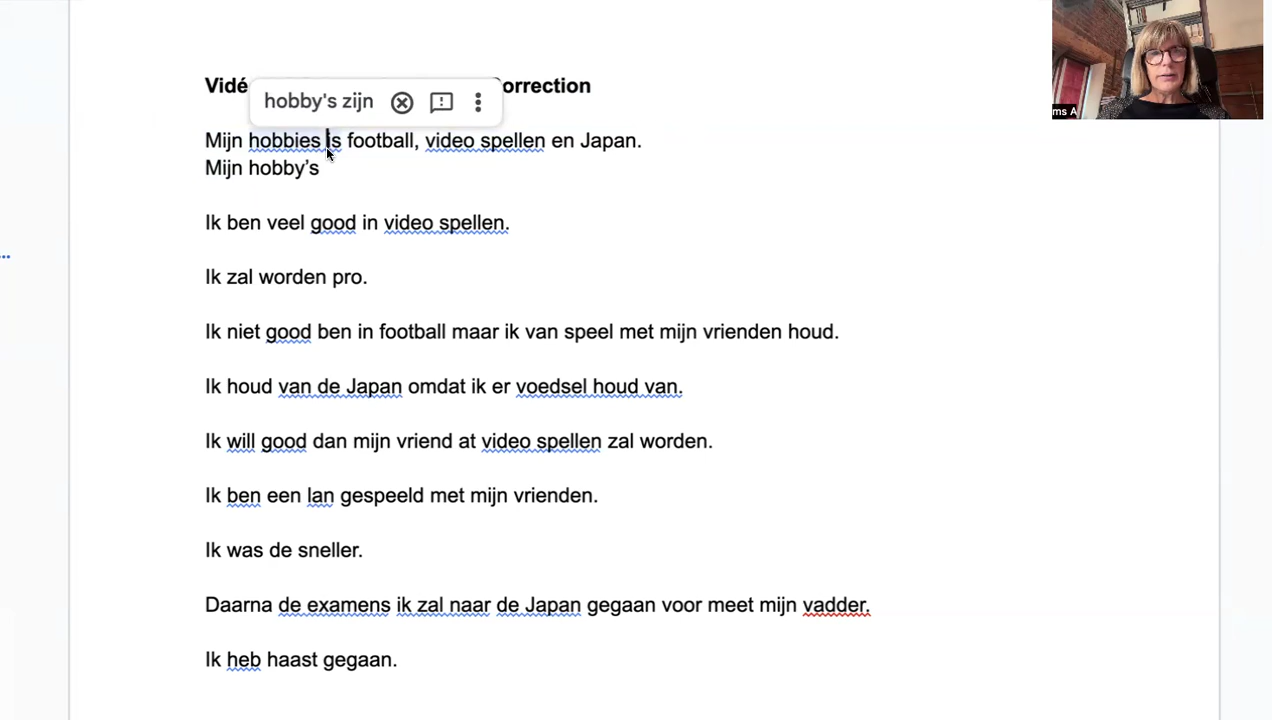 hobby's zijn
Vidé orrection
Mijn hobbies is football, video spellen en Japan.
Mijn hobby’s
Ik ben veel good in video spellen.
Ik zal worden pro.
Ik niet good ben in football maar ik van speel met mijn vrienden houd.
Ik houd van de Japan omdat ik er voedsel houd van.
Ik will good dan mijn vriend at video spellen zal worden.
Ik ben een lan gespeeld met mijn vrienden.
Ik was de sneller.
Daarna de examens ik zal naar de Japan gegaan voor meet mijn vadder.
Ik heb haast gegaan.
ms A